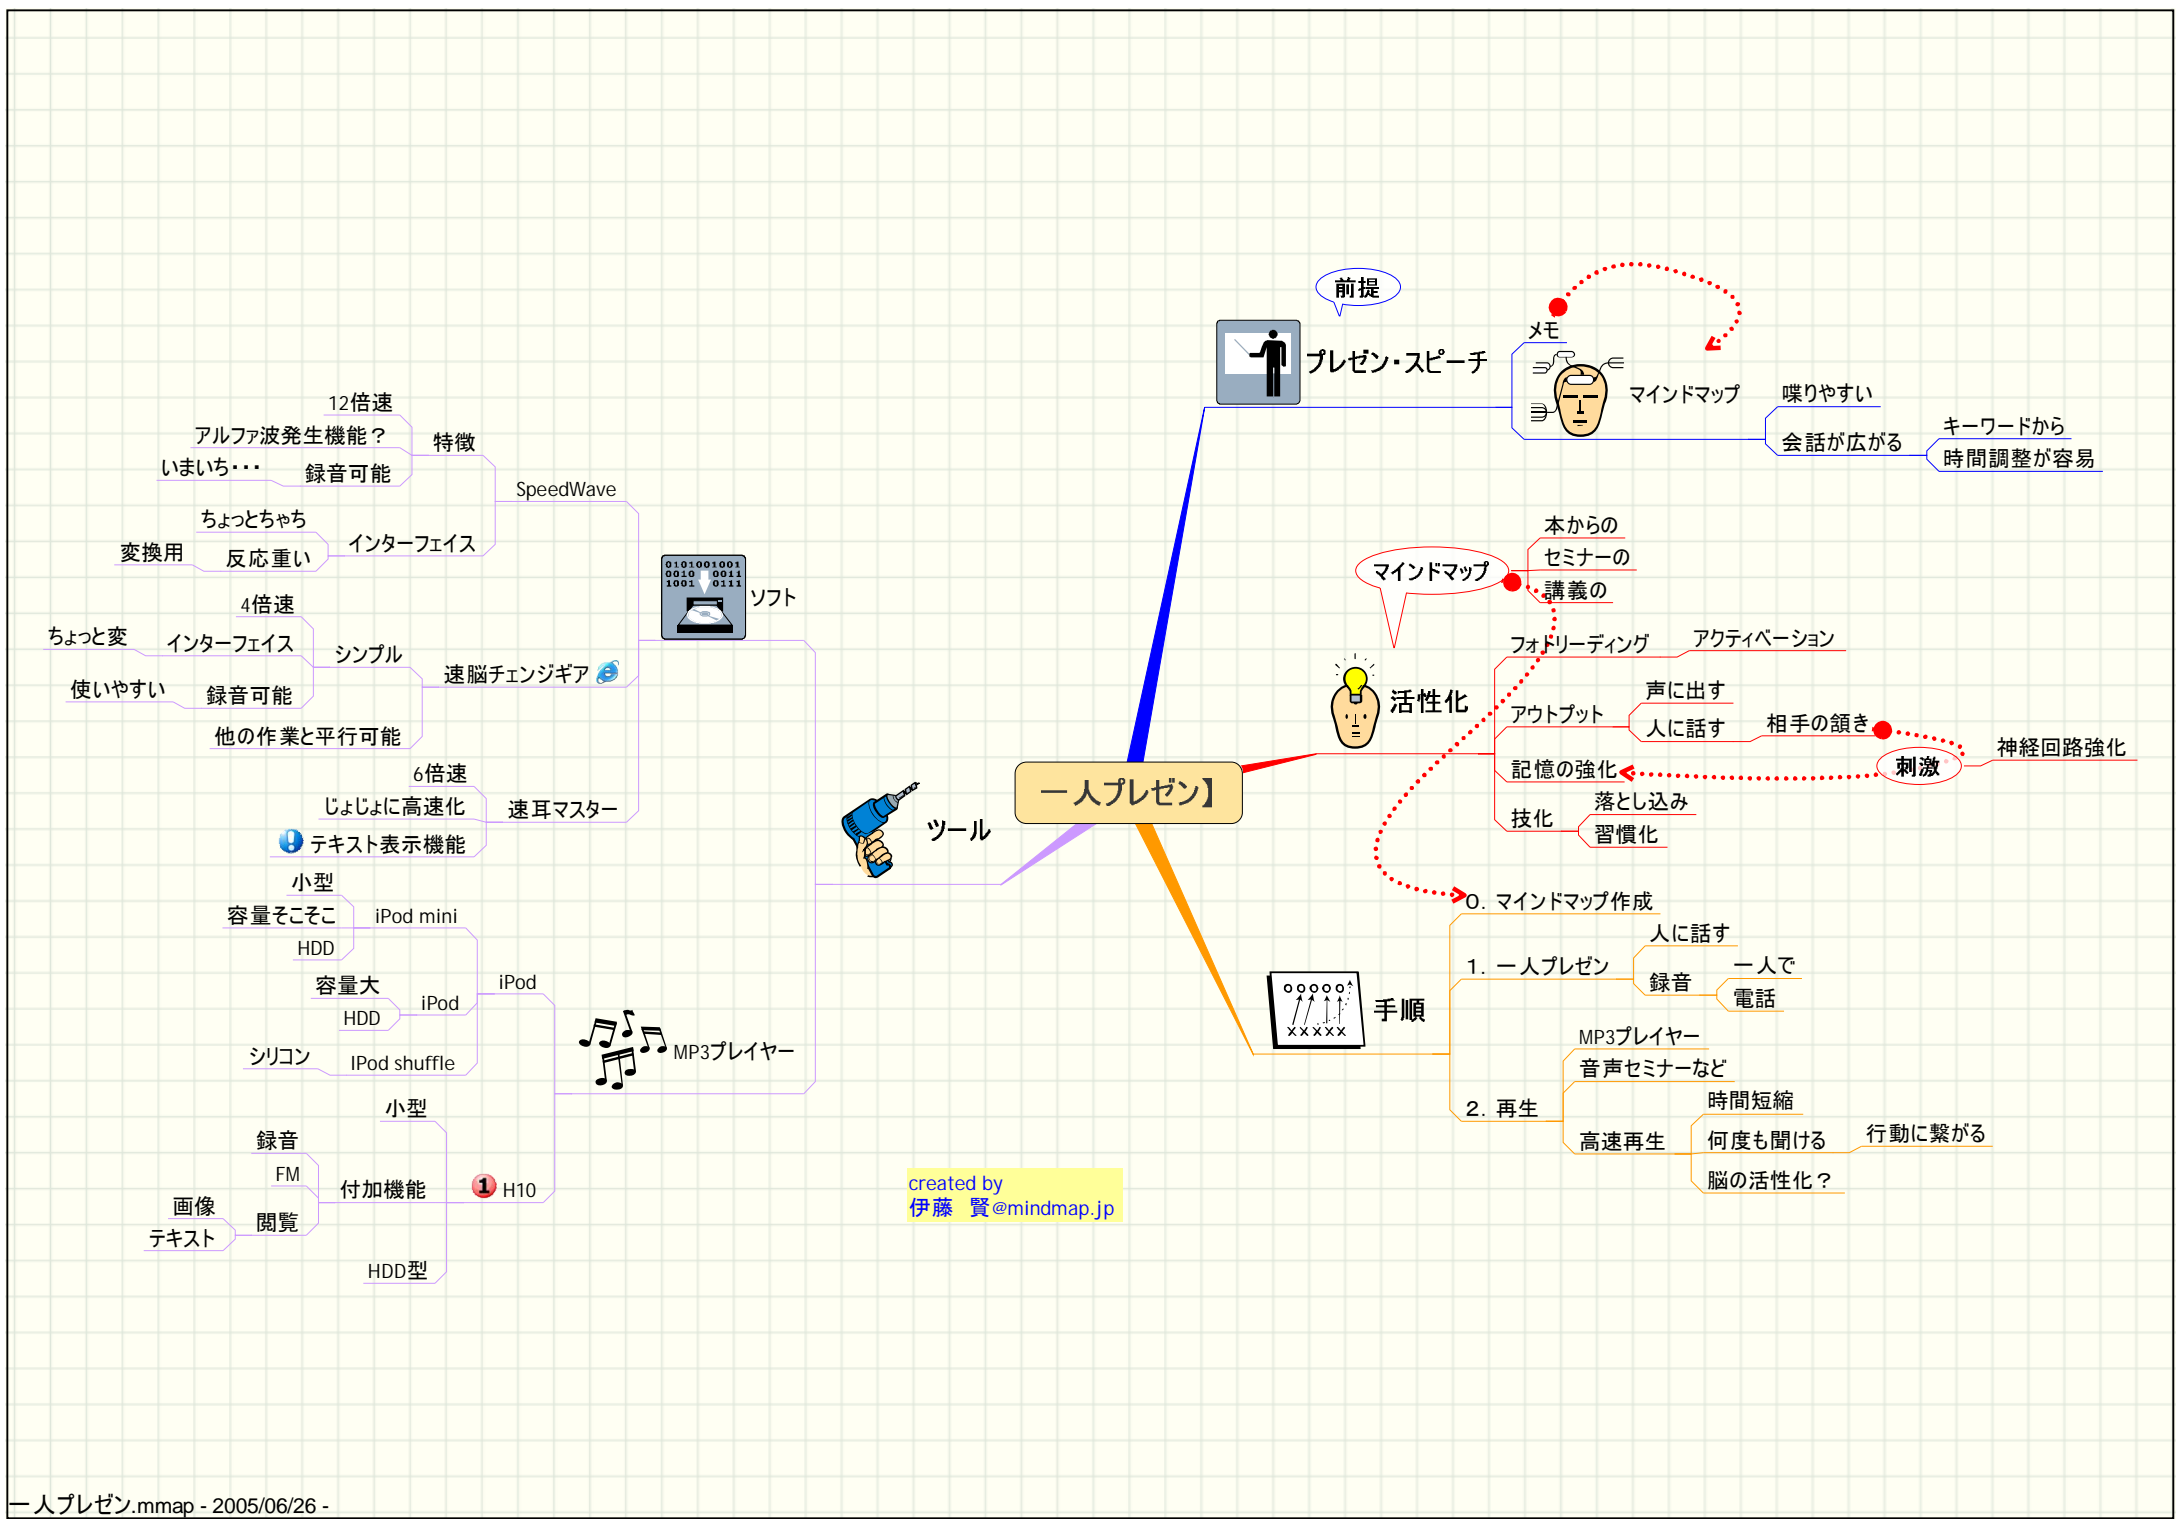 前提
プレゼン・スピーチ
メモ
マインドマップ
喋りやすい
会話が広がる
キーワードから
時間調整が容易
マインドマップ
本からの
セミナーの
講義の
活性化
フォトリーディング
アクティベーション
アウトプット
声に出す
人に話す
相手の頷き
刺激
神経回路強化
記憶の強化
技化
落とし込み
習慣化
一人プレゼン】
手順
0. マインドマップ作成
1. 一人プレゼン
人に話す
録音
一人で
電話
2. 再生
MP3プレイヤー
音声セミナーなど
高速再生
時間短縮
何度も聞ける
行動に繋がる
脳の活性化？
ツール
ソフト
0101001001
0010 0011
1001 0111
SpeedWave
特徴
12倍速
アルファ波発生機能？
録音可能
いまいち・・・
インターフェイス
ちょっとちゃち
反応重い
変換用
速脳チェンジギア
シンプル
4倍速
インターフェイス
ちょっと変
録音可能
使いやすい
他の作業と平行可能
速耳マスター
6倍速
じょじょに高速化
テキスト表示機能
MP3プレイヤー
iPod
iPod mini
小型
容量そこそこ
HDD
iPod
容量大
HDD
IPod shuffle
シリコン
1 H10
小型
付加機能
録音
FM
閲覧
画像
テキスト
HDD型
created by
伊藤　賢@mindmap.jp
一人プレゼン.mmap - 2005/06/26 -